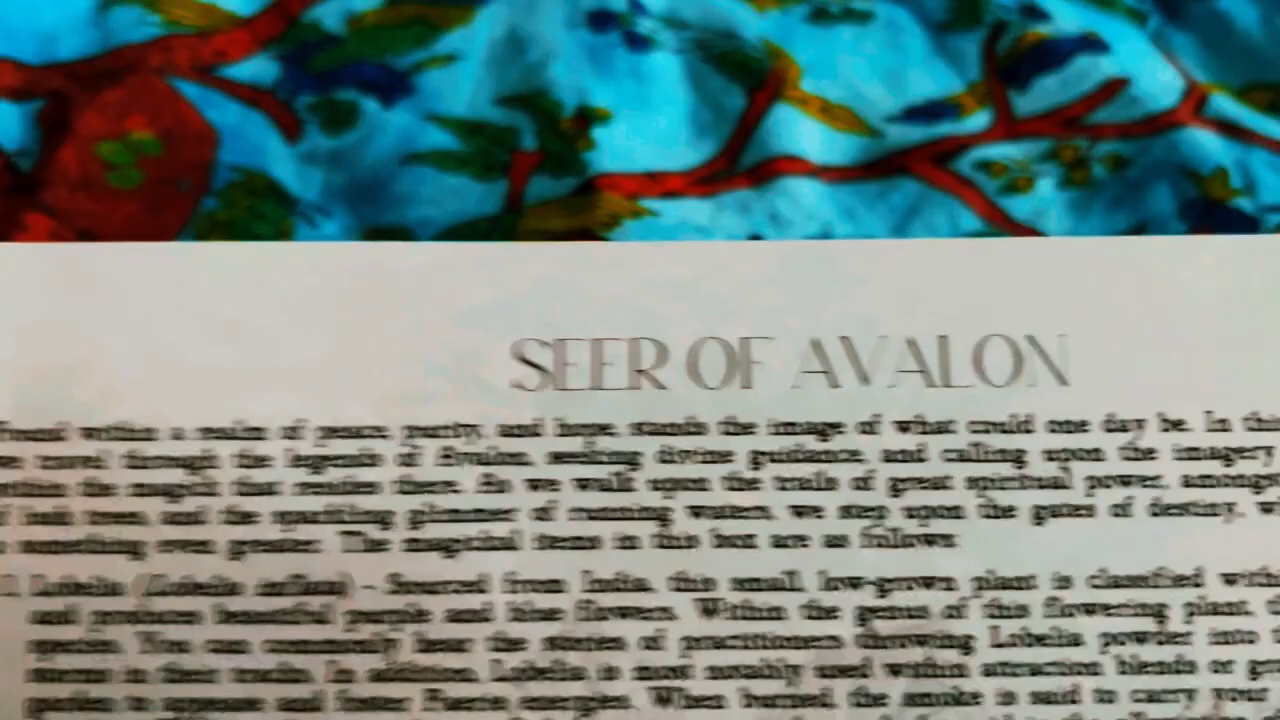 SEER OF AVALON
within a realm of peace, purity, and hope, stands the image of what could one day be. In this
travel through the legends of Avalon, seeking divine guidance, and calling upon the imagery
the magick that resides there. As we walk upon the trails of great spiritual power, amongst
oak trees, and the glimmer of running waters, we step upon the gates of destiny,
something even greater. The magickal items in this box are as follows:
1. Lobelia (Lobelia inflata) - Sourced from India, this small, low-grown plant is classified within
and produces beautiful purple and blue flowers. Within the genus of this flowering plant,
You can commonly hear the stories of practitioners throwing Lobelia powder into
storms in their In addition, Lobelia is most notably used within attraction blends or
garden to appease and foster Faerie energies. When burned, the smoke is said to carry your